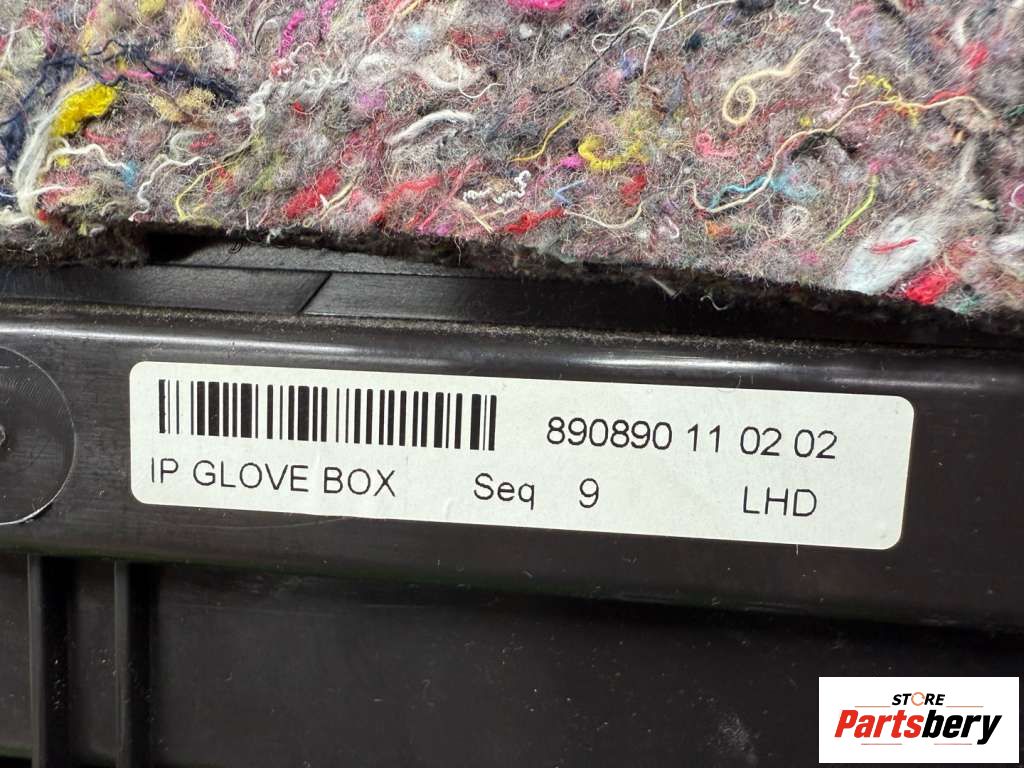 890890 11 02 02
IP GLOVE BOX Seq 9 LHD
STORE
Partsbery